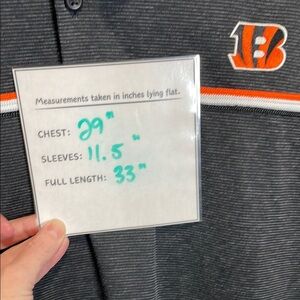 B
Measurements taken in inches lying flat.
CHEST: 29"
SLEEVES: 11.5"
FULL LENGTH: 33"